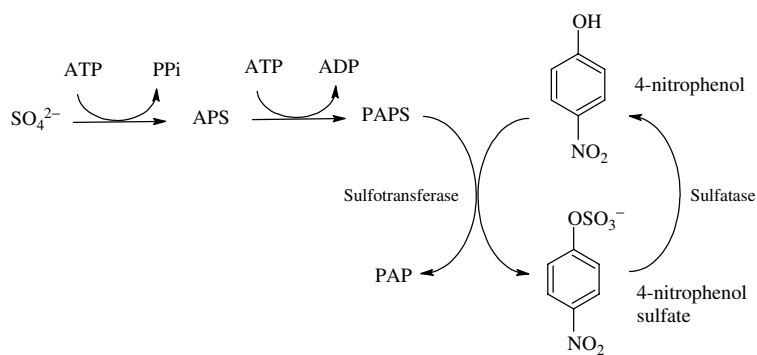 OH
ATP
PPi
ATP
ADP
4-nitrophenol
SO₄²⁻
APS
PAPS
NO₂
Sulfotransferase
Sulfatase
OSO₃⁻
PAP
4-nitrophenol
sulfate
NO₂